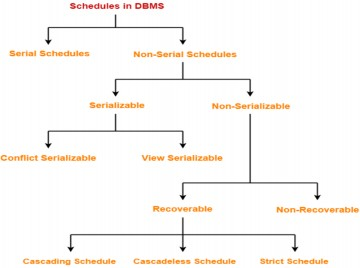 Schedules in DBMS
Serial Schedules
Non-Serial Schedules
Serializable
Non-Serializable
Conflict Serializable
View Serializable
Recoverable
Non-Recoverable
Cascading Schedule
Cascadeless Schedule
Strict Schedule